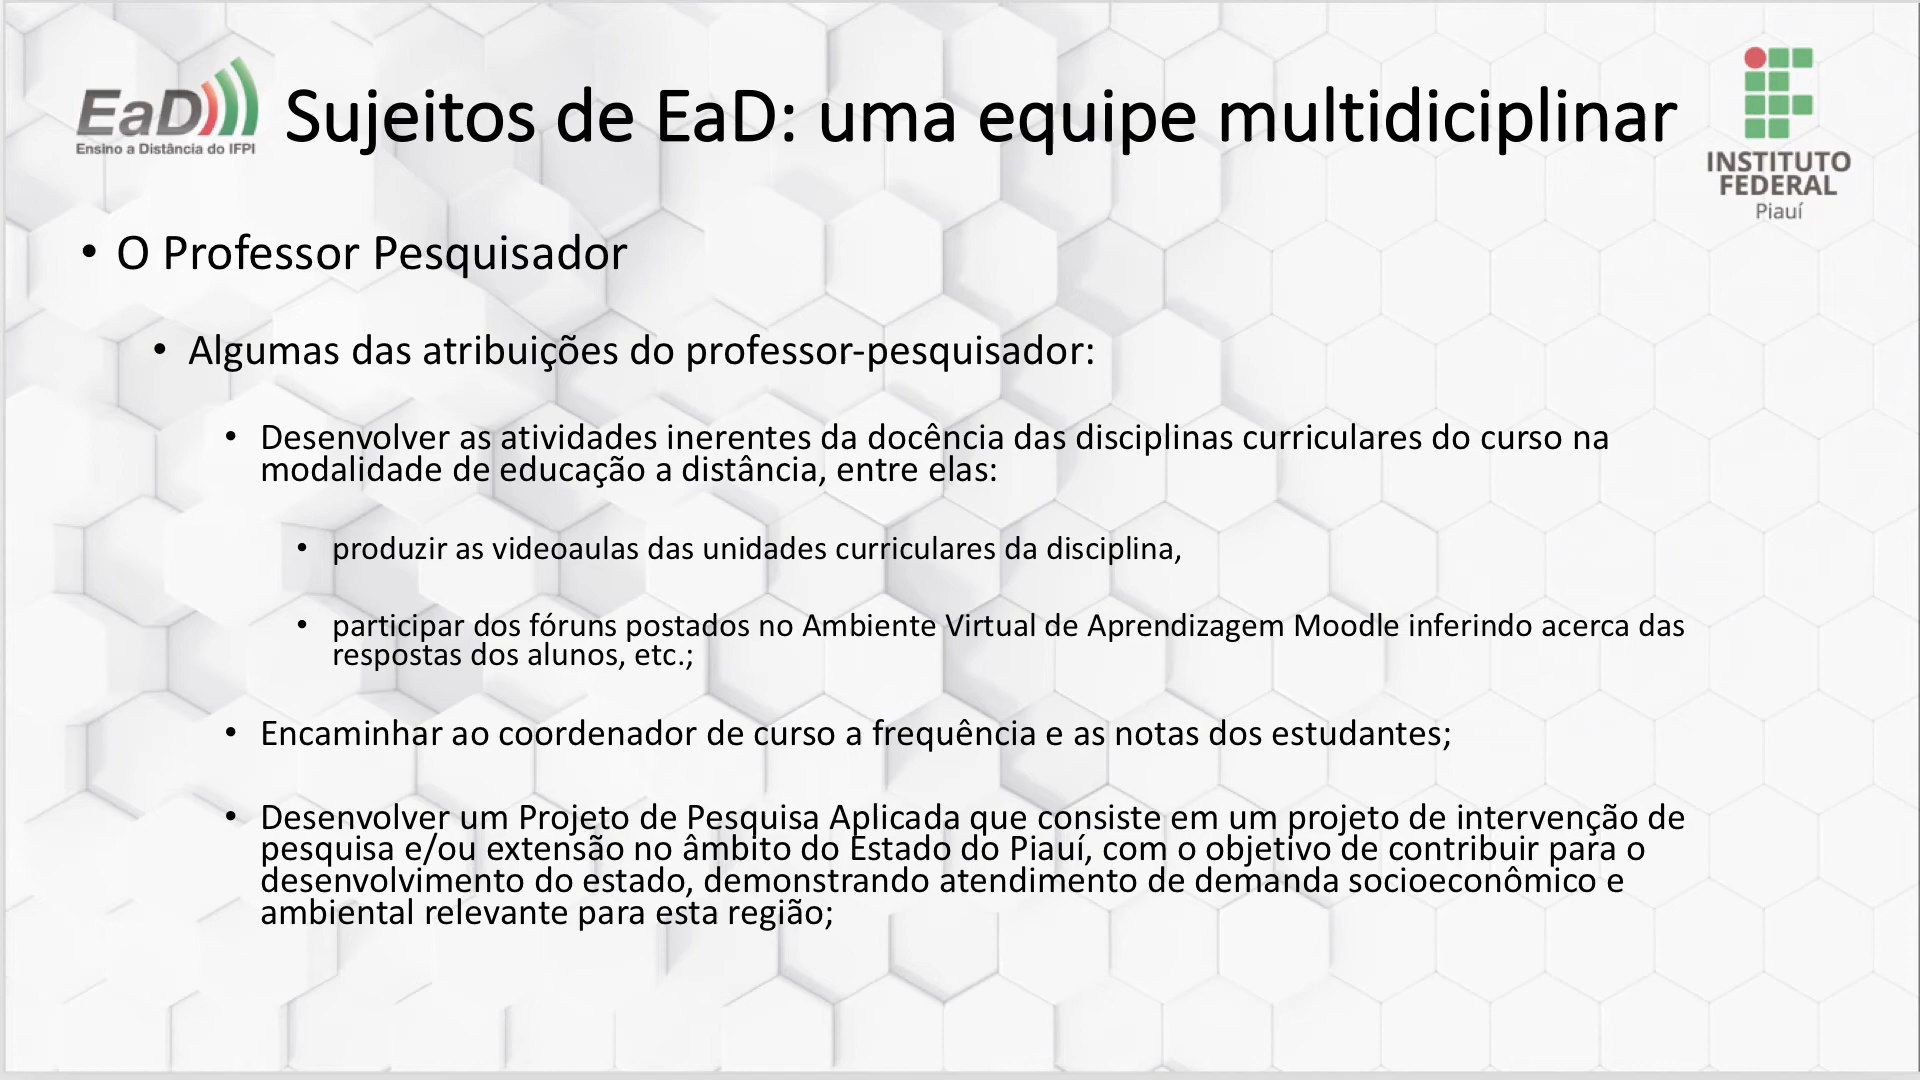 EaD
Ensino a Distância do IFPI
Sujeitos de EaD: uma equipe multidiciplinar
INSTITUTO
FEDERAL
Piauí
• O Professor Pesquisador
• Algumas das atribuições do professor-pesquisador:
• Desenvolver as atividades inerentes da docência das disciplinas curriculares do curso na
modalidade de educação a distância, entre elas:
• produzir as videoaulas das unidades curriculares da disciplina,
• participar dos fóruns postados no Ambiente Virtual de Aprendizagem Moodle inferindo acerca das
respostas dos alunos, etc.;
• Encaminhar ao coordenador de curso a frequência e as notas dos estudantes;
• Desenvolver um Projeto de Pesquisa Aplicada que consiste em um projeto de intervenção de
pesquisa e/ou extensão no âmbito do Estado do Piauí, com o objetivo de contribuir para o
desenvolvimento do estado, demonstrando atendimento de demanda socioeconômico e
ambiental relevante para esta região;